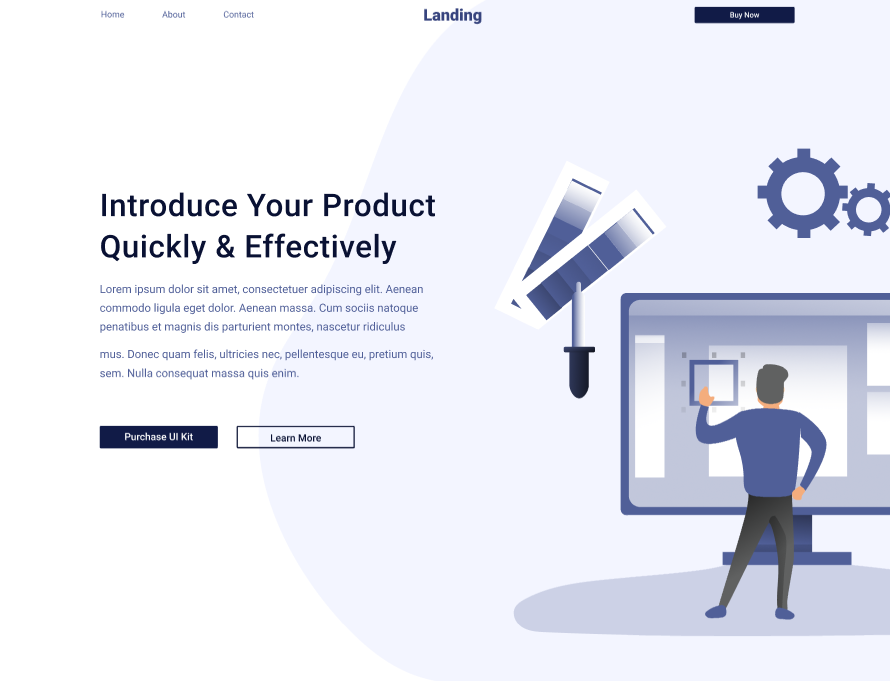 Home
About
Contact
Landing
Buy Now
Introduce Your Product
Quickly & Effectively
Lorem ipsum dolor sit amet, consectetuer adipiscing elit. Aenean
commodo ligula eget dolor. Aenean massa. Cum sociis natoque
penatibus et magnis dis parturient montes, nascetur ridiculus
mus. Donec quam felis, ultricies nec, pellentesque eu, pretium quis,
sem. Nulla consequat massa quis enim.
Purchase UI Kit
Learn More